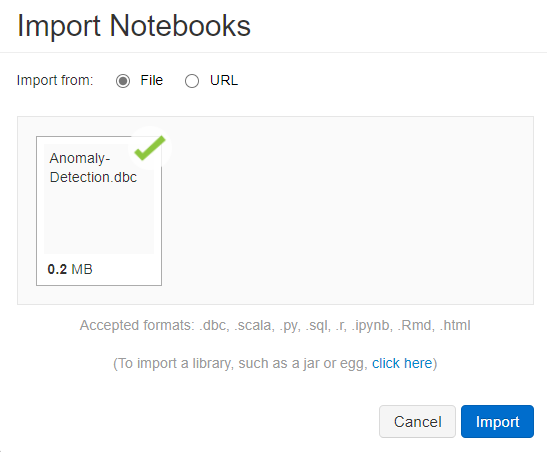 Import Notebooks
Import from: File URL
Anomaly-
Detection.dbc
0.2 MB
Accepted formats: .dbc, .scala, .py, .sql, .r, .ipynb, .Rmd, .html
(To import a library, such as a jar or egg, click here)
Cancel Import